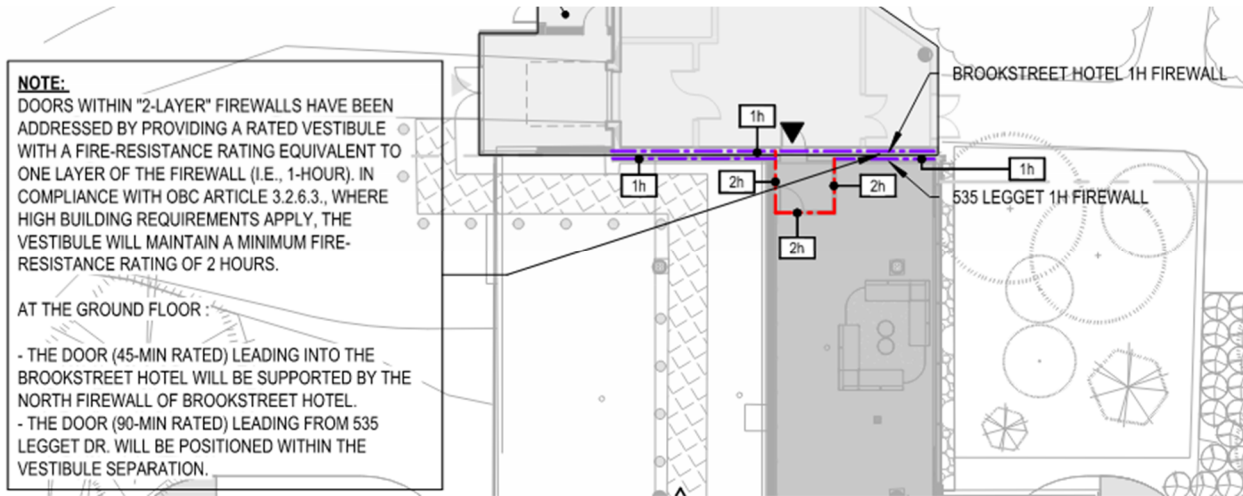 NOTE:
DOORS WITHIN "2-LAYER" FIREWALLS HAVE BEEN
ADDRESSED BY PROVIDING A RATED VESTIBULE
WITH A FIRE-RESISTANCE RATING EQUIVALENT TO
ONE LAYER OF THE FIREWALL (I.E., 1-HOUR). IN
COMPLIANCE WITH OBC ARTICLE 3.2.6.3., WHERE
HIGH BUILDING REQUIREMENTS APPLY, THE
VESTIBULE WILL MAINTAIN A MINIMUM FIRE-
RESISTANCE RATING OF 2 HOURS.
AT THE GROUND FLOOR :
- THE DOOR (45-MIN RATED) LEADING INTO THE
BROOKSTREET HOTEL WILL BE SUPPORTED BY THE
NORTH FIREWALL OF BROOKSTREET HOTEL.
- THE DOOR (90-MIN RATED) LEADING FROM 535
LEGGET DR. WILL BE POSITIONED WITHIN THE
VESTIBULE SEPARATION.
1h
1h
2h
2h
2h
1h
BROOKSTREET HOTEL 1H FIREWALL
535 LEGGET 1H FIREWALL